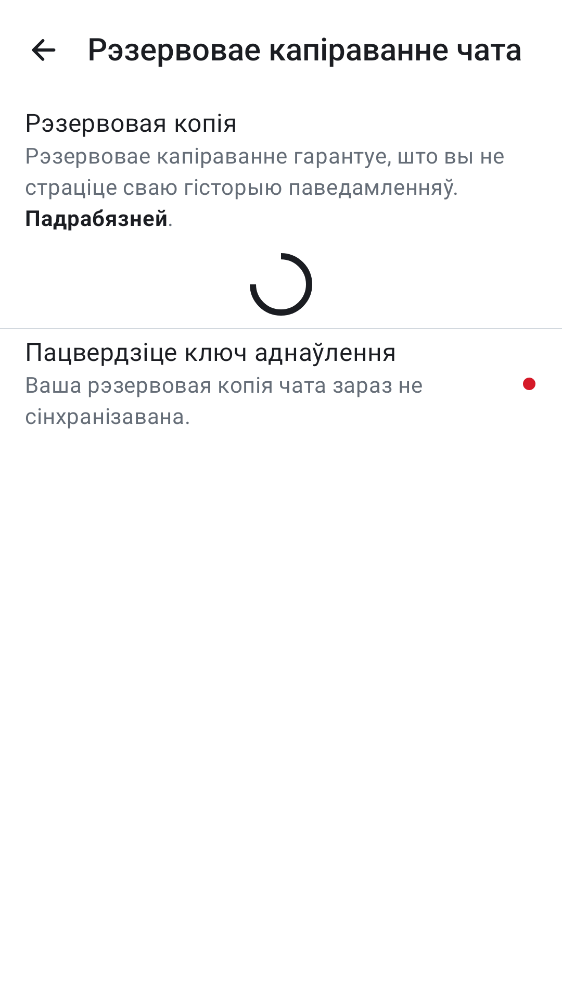 Рэзервовае капіраванне чата
Рэзервовая копія
Рэзервовае капіраванне гарантуе, што вы не
страціце сваю гісторыю паведамленняў.
Падрабязней.
Пацвердзіце ключ аднаўлення
Ваша рэзервовая копія чата зараз не
сінхранізавана.